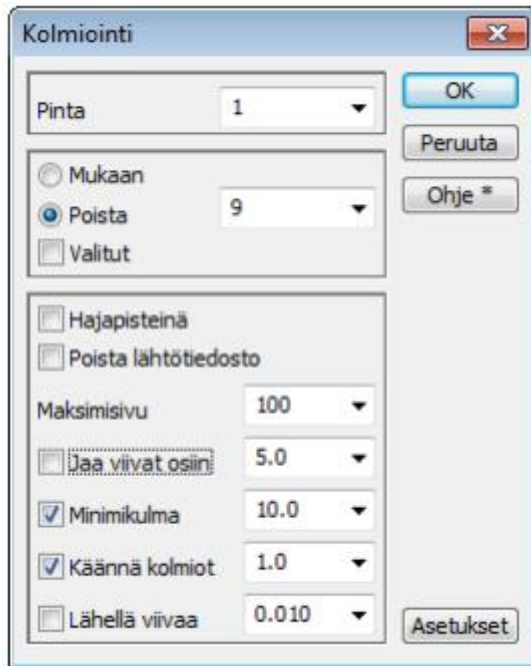 Kolmiointi
Pinta 1
OK
Peruuta
Ohje *
Mukaan
Poista 9
Valitut
Hajapisteinä
Poista lähtötiedosto
Maksimisivu 100
Jaa viivat osiin 5.0
Minimikulma 10.0
Käännä kolmiot 1.0
Lähellä viivaa 0.010
Asetukset